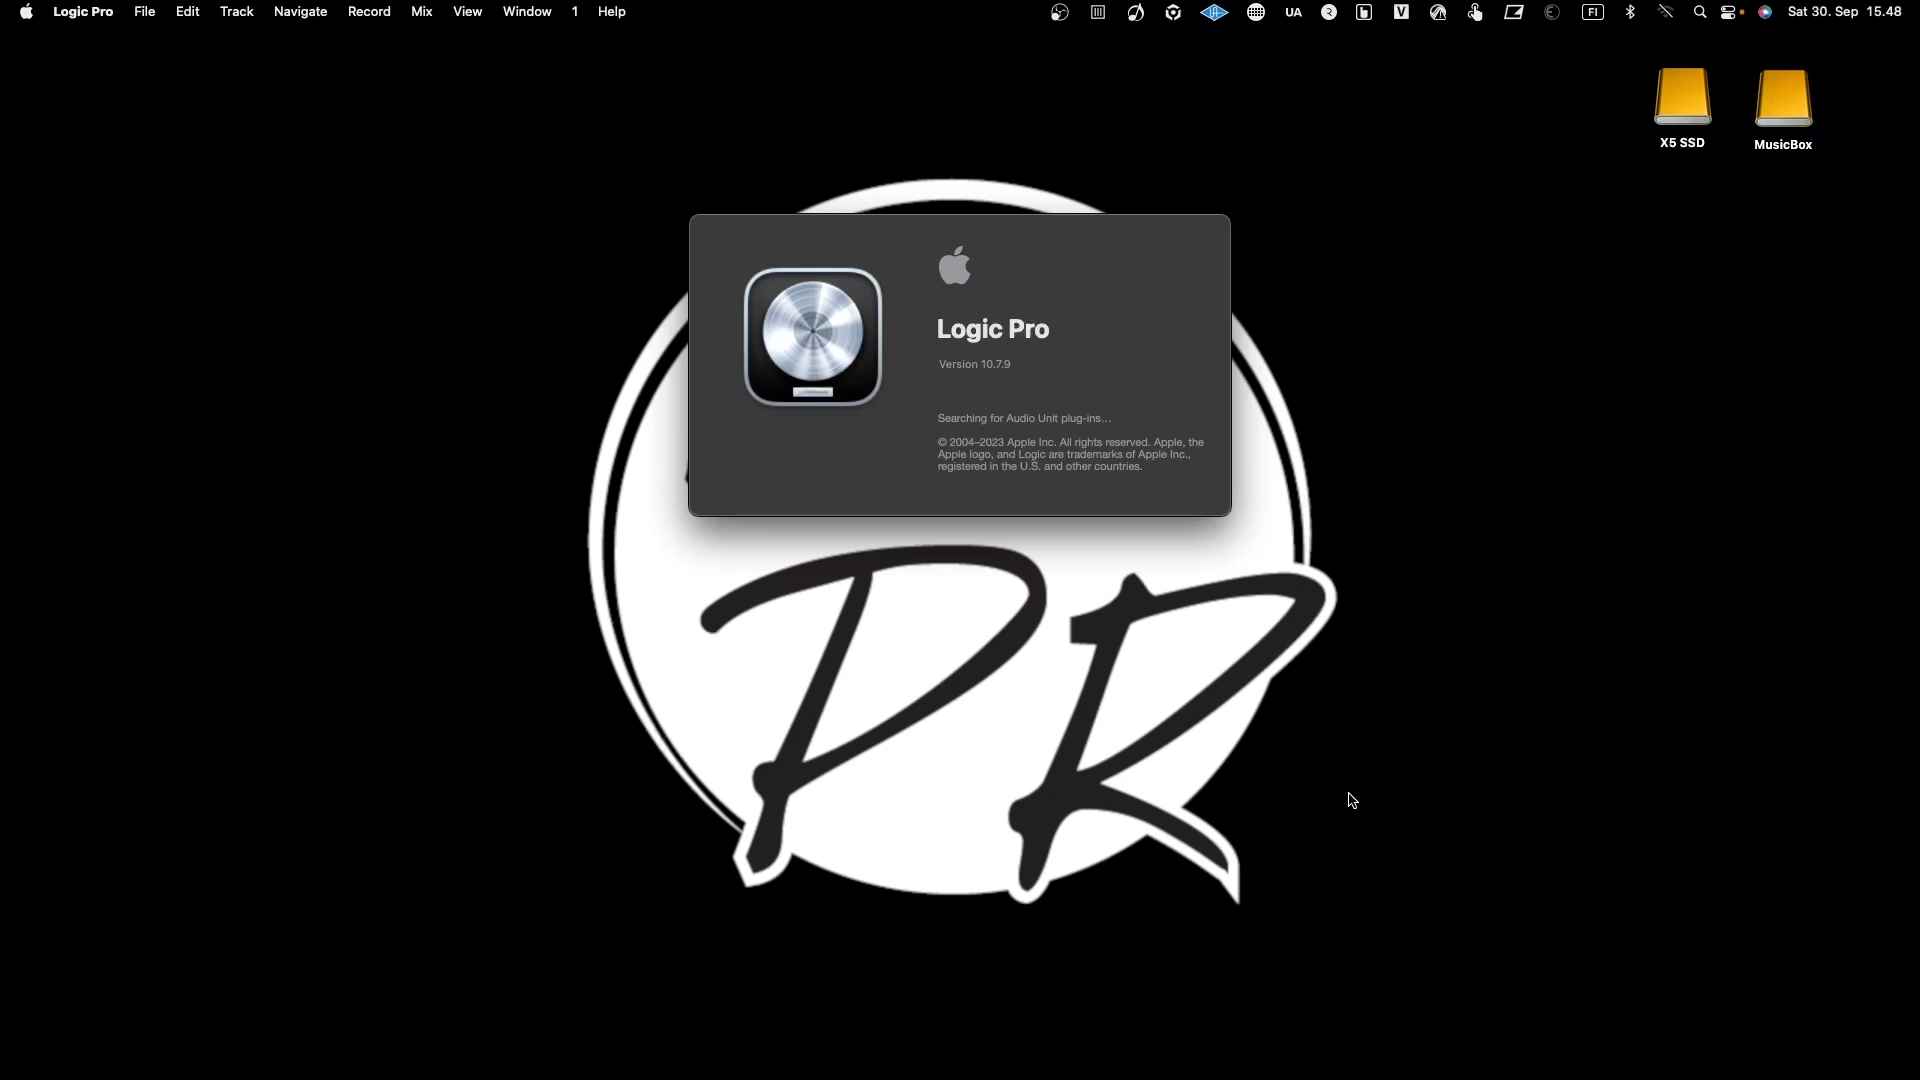 Logic Pro File Edit Track Navigate Record Mix View Window 1 Help UA FI Sat 30. Sep 15.48
X5 SSD MusicBox
Logic Pro
Version 10.7.9
Searching for Audio Unit plug-ins...
© 2004–2023 Apple Inc. All rights reserved. Apple, the
Apple logo, and Logic are trademarks of Apple Inc.,
registered in the U.S. and other countries.
PR